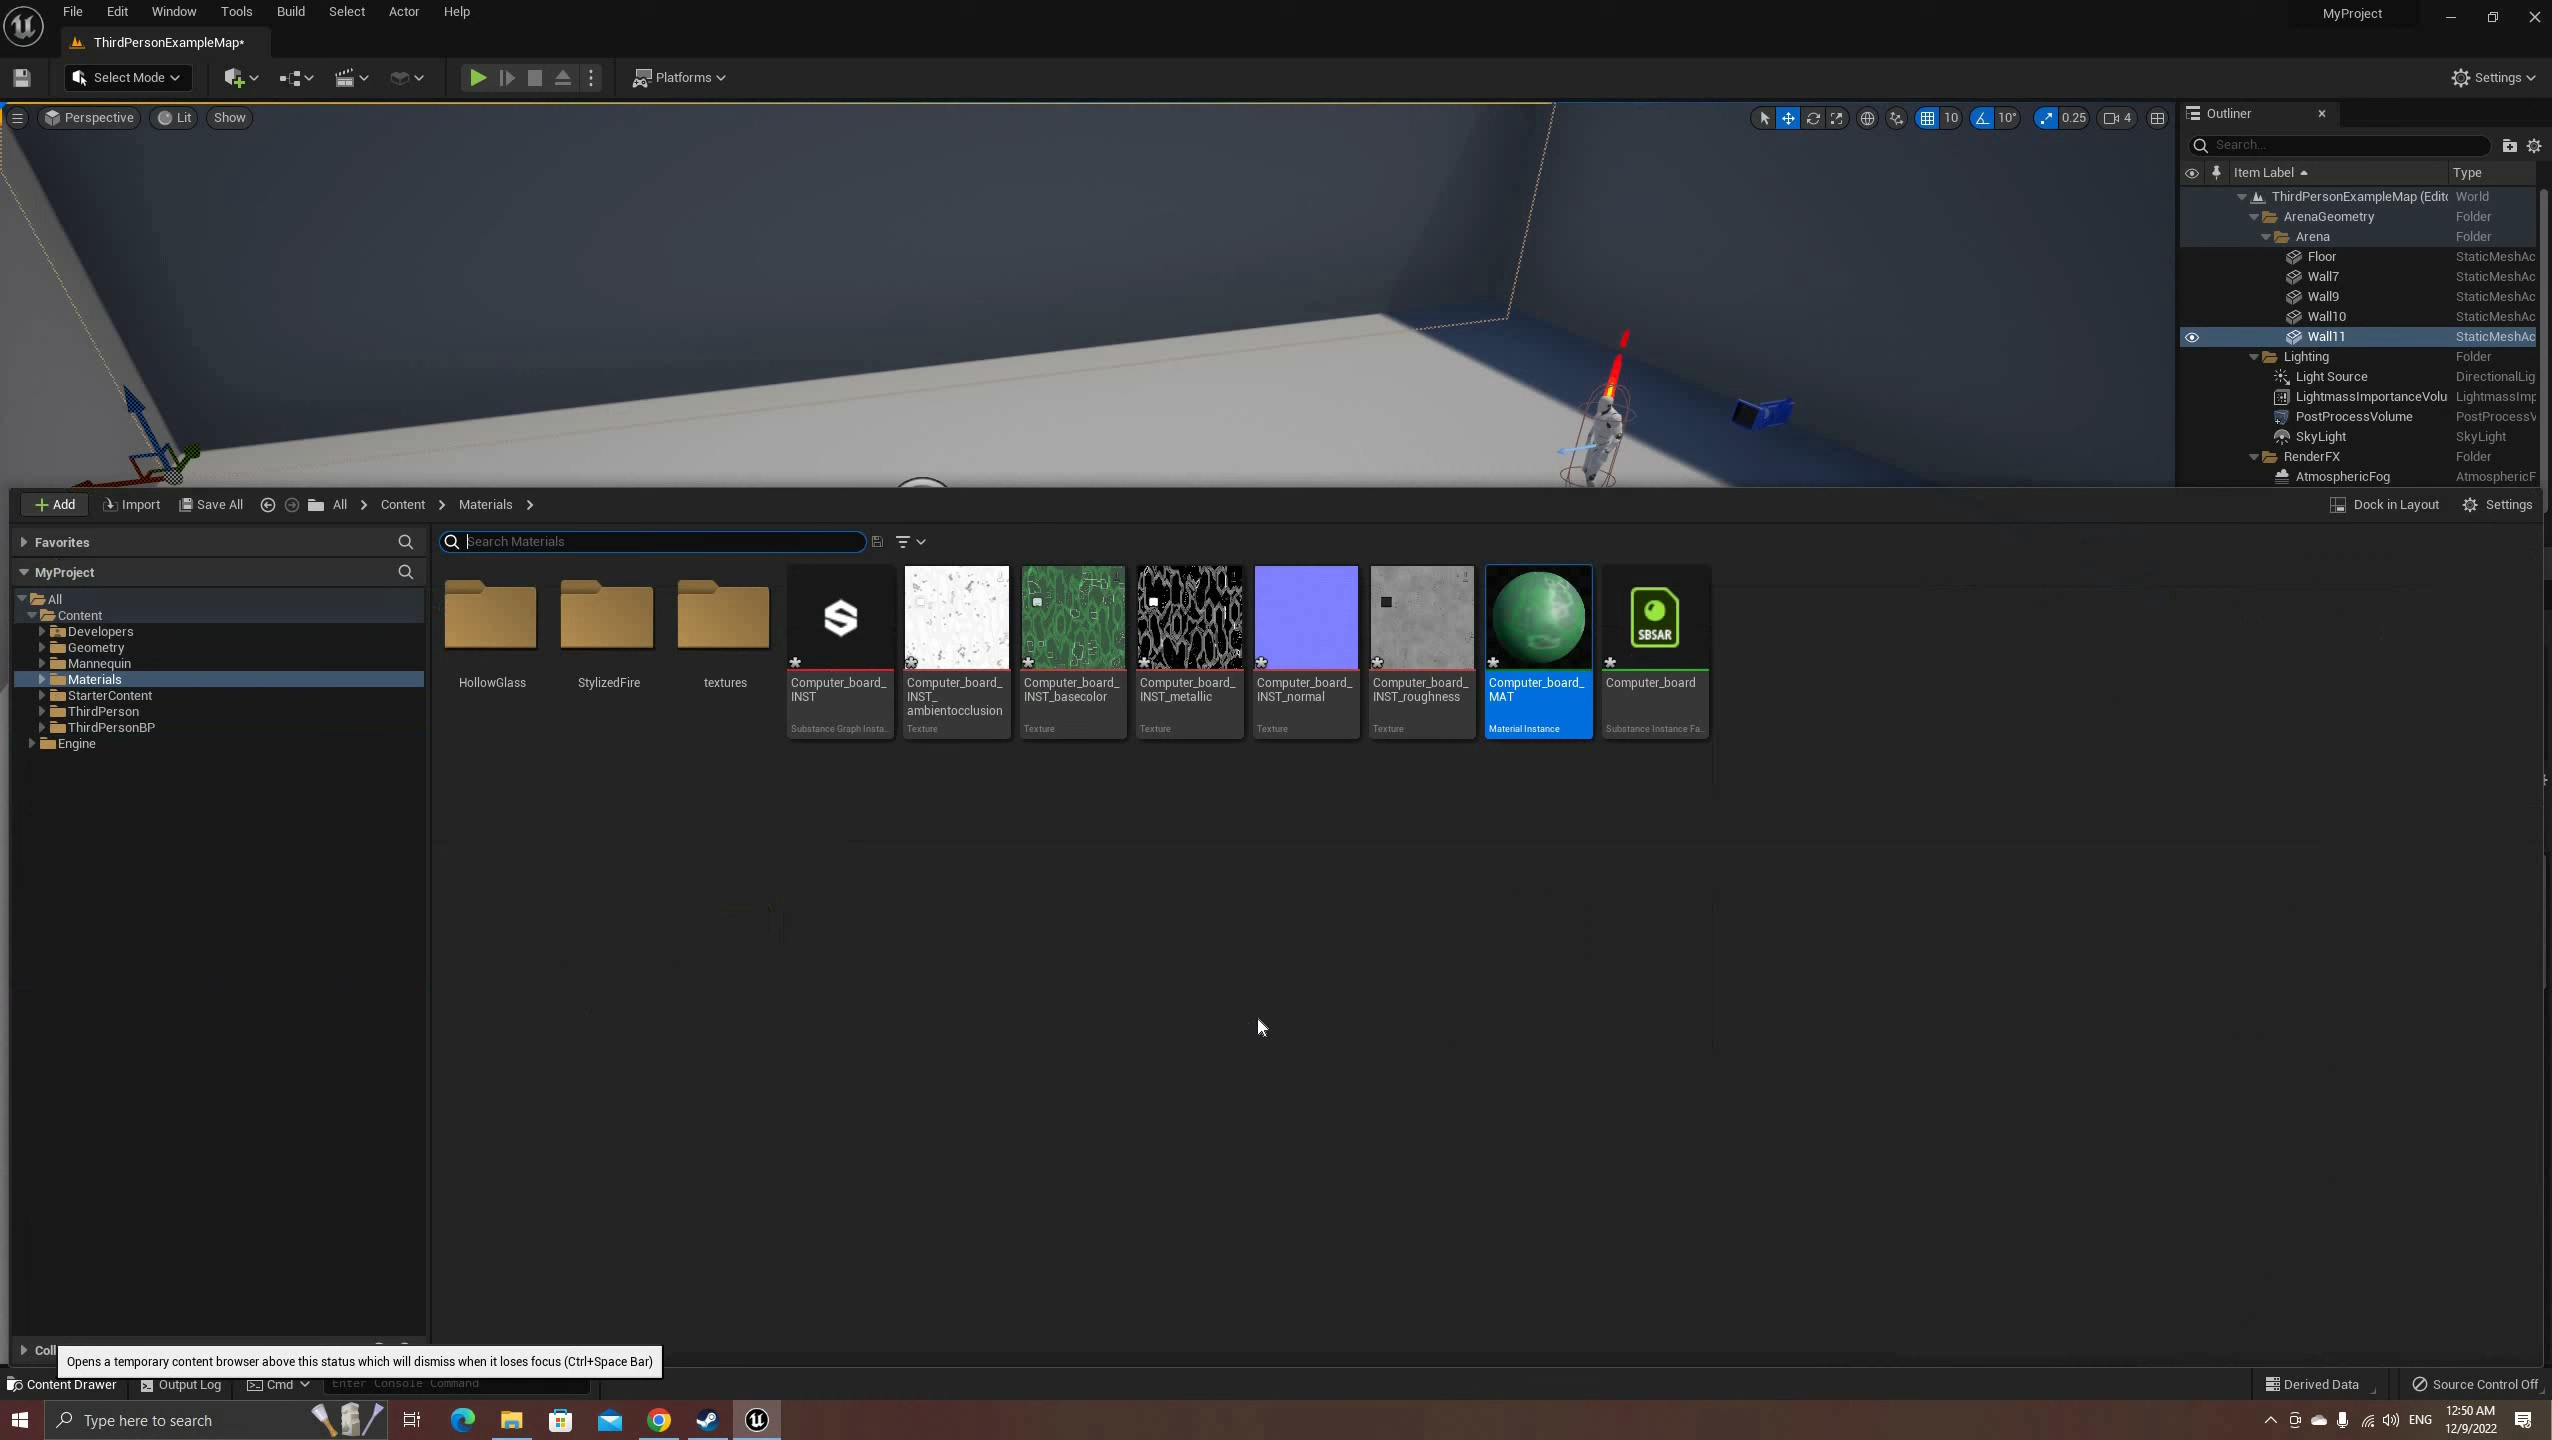 File Edit Window Tools Build Select Actor Help
MyProject
ThirdPersonExampleMap*
Select Mode
Platforms
Settings
Perspective Lit Show
10 10° 0.25 4
Outliner
Search...
Item Label Type
ThirdPersonExampleMap (Edito World
ArenaGeometry Folder
Arena Folder
Floor StaticMeshAc
Wall7 StaticMeshAc
Wall9 StaticMeshAc
Wall10 StaticMeshAc
Wall11 StaticMeshAc
Lighting Folder
Light Source DirectionalLig
LightmassImportanceVolu LightmassImp
PostProcessVolume PostProcessV
SkyLight SkyLight
RenderFX Folder
AtmosphericFog AtmosphericF
Add Import Save All All Content Materials
Dock in Layout Settings
Favorites
MyProject
All
Content
Developers
Geometry
Mannequin
Materials
StarterContent
ThirdPerson
ThirdPersonBP
Engine
Search Materials
HollowGlass
StylizedFire
textures
Computer_board_
INST
Substance Graph Insta..
Computer_board_
INST_
ambientocclusion
Texture
Computer_board_
INST_basecolor
Texture
Computer_board_
INST_metallic
Texture
Computer_board_
INST_normal
Texture
Computer_board_
INST_roughness
Texture
Computer_board_
MAT
Material Instance
SBSAR
Computer_board
Substance Instance Fa..
Coll
Opens a temporary content browser above this status which will dismiss when it loses focus (Ctrl+Space Bar)
Content Drawer Output Log Cmd Enter Console Command
Derived Data Source Control Off
Type here to search
ENG
12:50 AM
12/9/2022